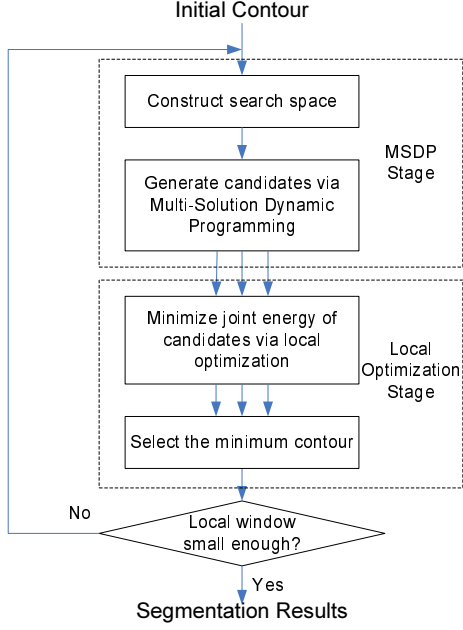 Initial Contour
Construct search space
MSDP
Stage
Generate candidates via
Multi-Solution Dynamic
Programming
Minimize joint energy of
candidates via local
optimization
Local
Optimization
Stage
Select the minimum contour
No
Local window
small enough?
Yes
Segmentation Results